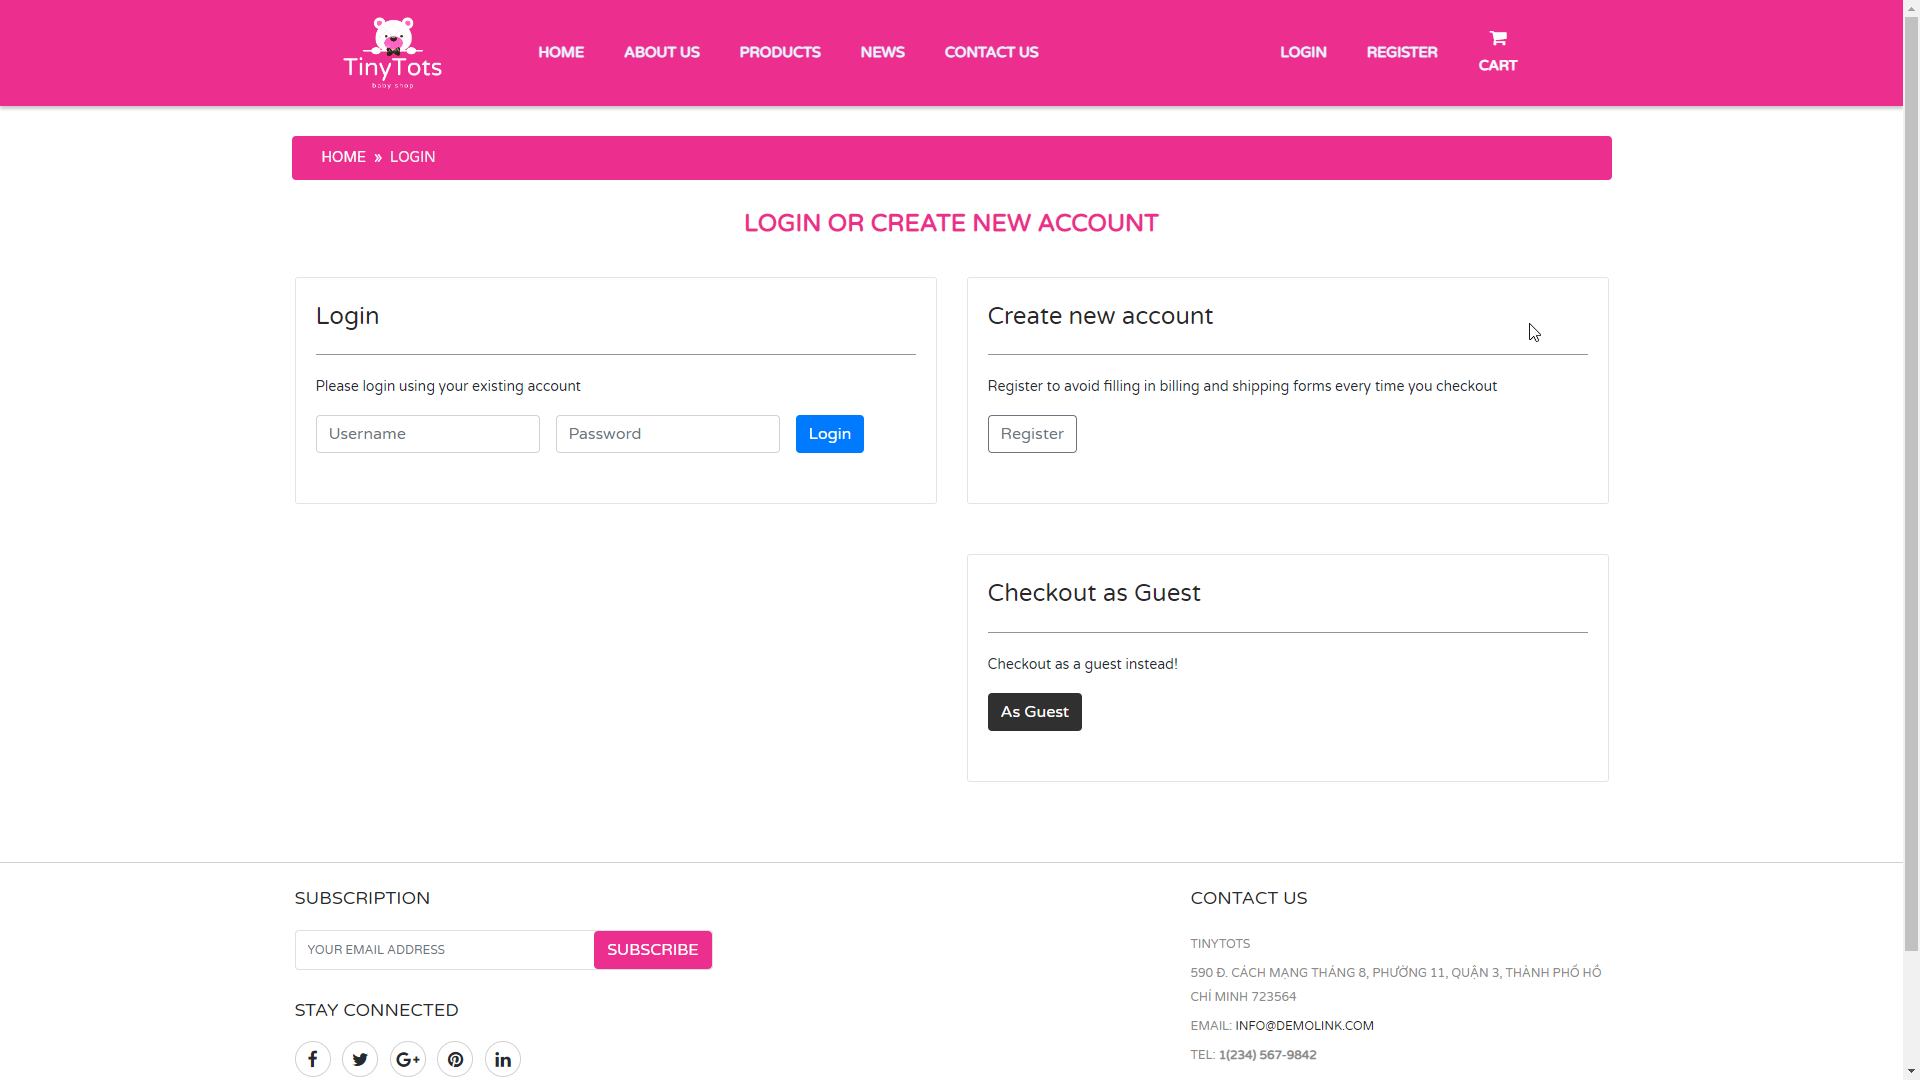 TinyTots
baby shop
HOME
ABOUT US
PRODUCTS
NEWS
CONTACT US
LOGIN
REGISTER
CART
HOME » LOGIN
LOGIN OR CREATE NEW ACCOUNT
Login
Please login using your existing account
Username
Password
Login
Create new account
Register to avoid filling in billing and shipping forms every time you checkout
Register
Checkout as Guest
Checkout as a guest instead!
As Guest
SUBSCRIPTION
YOUR EMAIL ADDRESS
SUBSCRIBE
STAY CONNECTED
CONTACT US
TINYTOTS
590 Đ. CÁCH MẠNG THÁNG 8, PHƯỜNG 11, QUẬN 3, THÀNH PHỐ HỒ
CHÍ MINH 723564
EMAIL: INFO@DEMOLINK.COM
TEL: 1(234) 567-9842